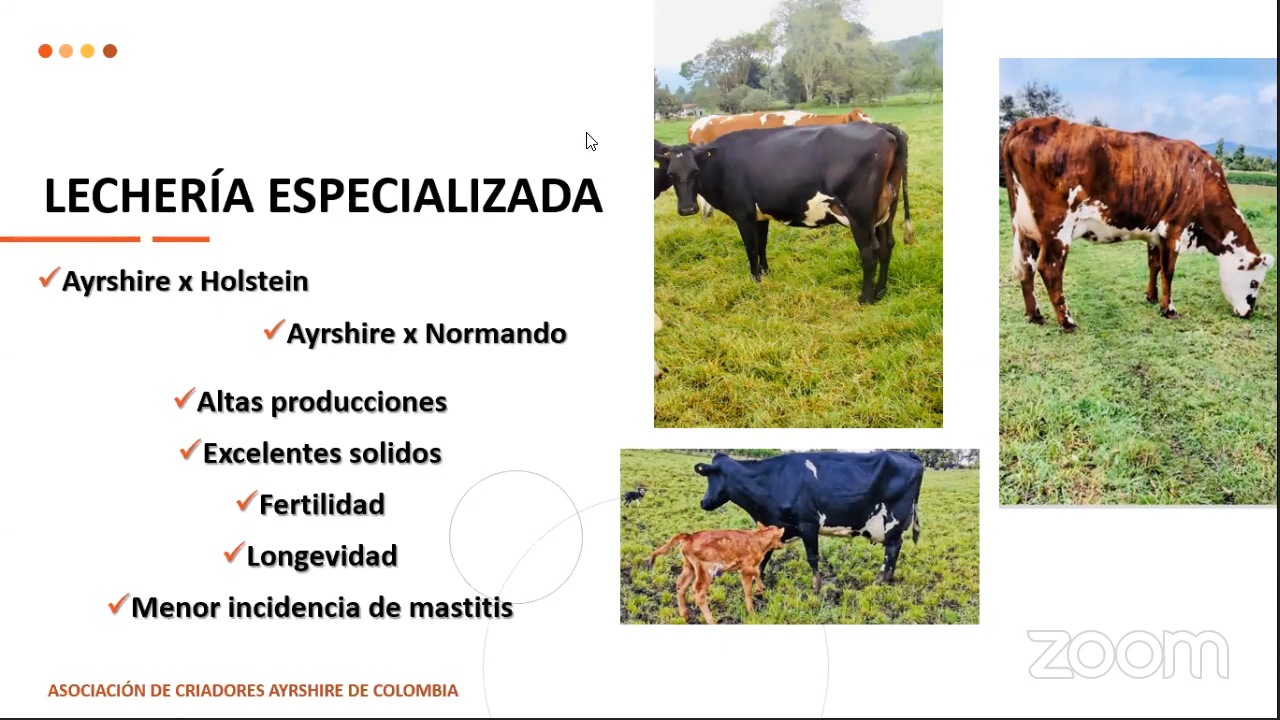 LECHERÍA ESPECIALIZADA
Ayrshire x Holstein
Ayrshire x Normando
Altas producciones
Excelentes solidos
Fertilidad
Longevidad
Menor incidencia de mastitis
ASOCIACIÓN DE CRIADORES AYRSHIRE DE COLOMBIA
zoom